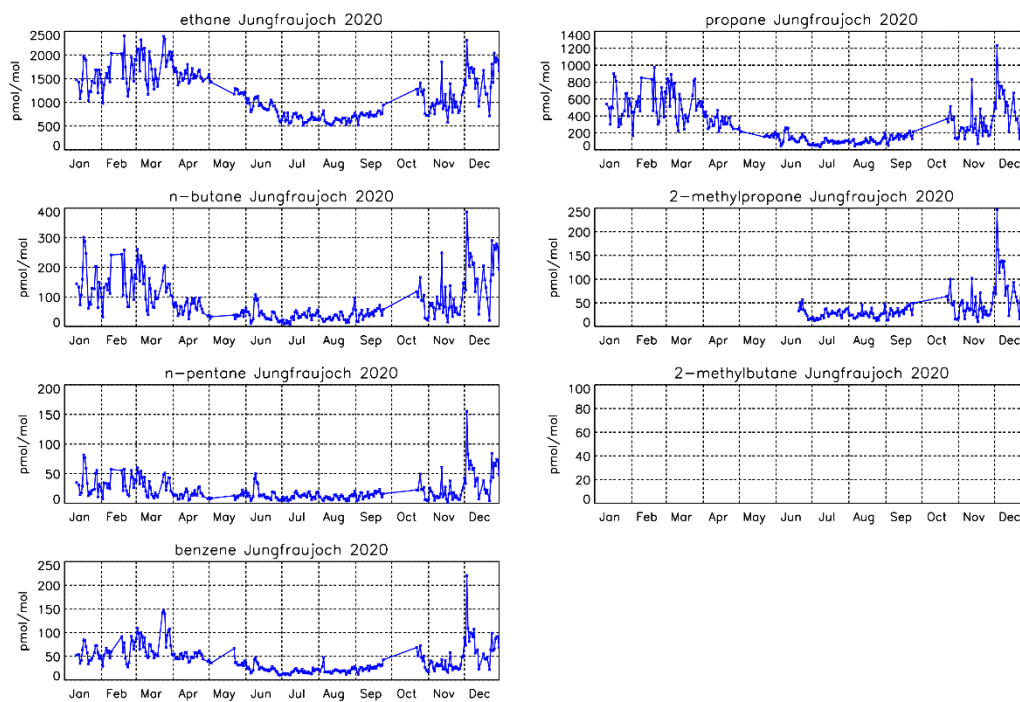 ethane Jungfraujoch 2020
2500
2000
1500
1000
500
0
pmol/mol
Jan Feb Mar Apr May Jun Jul Aug Sep Oct Nov Dec
propane Jungfraujoch 2020
1400
1200
1000
800
600
400
200
0
pmol/mol
Jan Feb Mar Apr May Jun Jul Aug Sep Oct Nov Dec
n-butane Jungfraujoch 2020
400
300
200
100
0
pmol/mol
Jan Feb Mar Apr May Jun Jul Aug Sep Oct Nov Dec
2-methylpropane Jungfraujoch 2020
250
200
150
100
50
0
pmol/mol
Jan Feb Mar Apr May Jun Jul Aug Sep Oct Nov Dec
n-pentane Jungfraujoch 2020
200
150
100
50
0
pmol/mol
Jan Feb Mar Apr May Jun Jul Aug Sep Oct Nov Dec
2-methylbutane Jungfraujoch 2020
100
80
60
40
20
0
pmol/mol
Jan Feb Mar Apr May Jun Jul Aug Sep Oct Nov Dec
benzene Jungfraujoch 2020
250
200
150
100
50
0
pmol/mol
Jan Feb Mar Apr May Jun Jul Aug Sep Oct Nov Dec